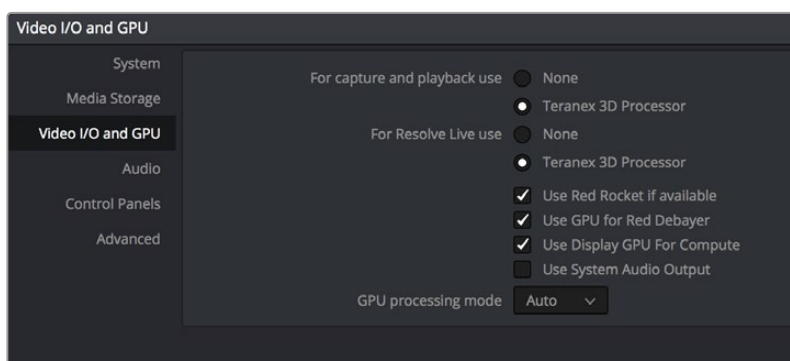 Video I/O and GPU
System
Media Storage
Video I/O and GPU
Audio
Control Panels
Advanced
For capture and playback use None
Teranex 3D Processor
For Resolve Live use None
Teranex 3D Processor
Use Red Rocket if available
Use GPU for Red Debayer
Use Display GPU For Compute
Use System Audio Output
GPU processing mode Auto